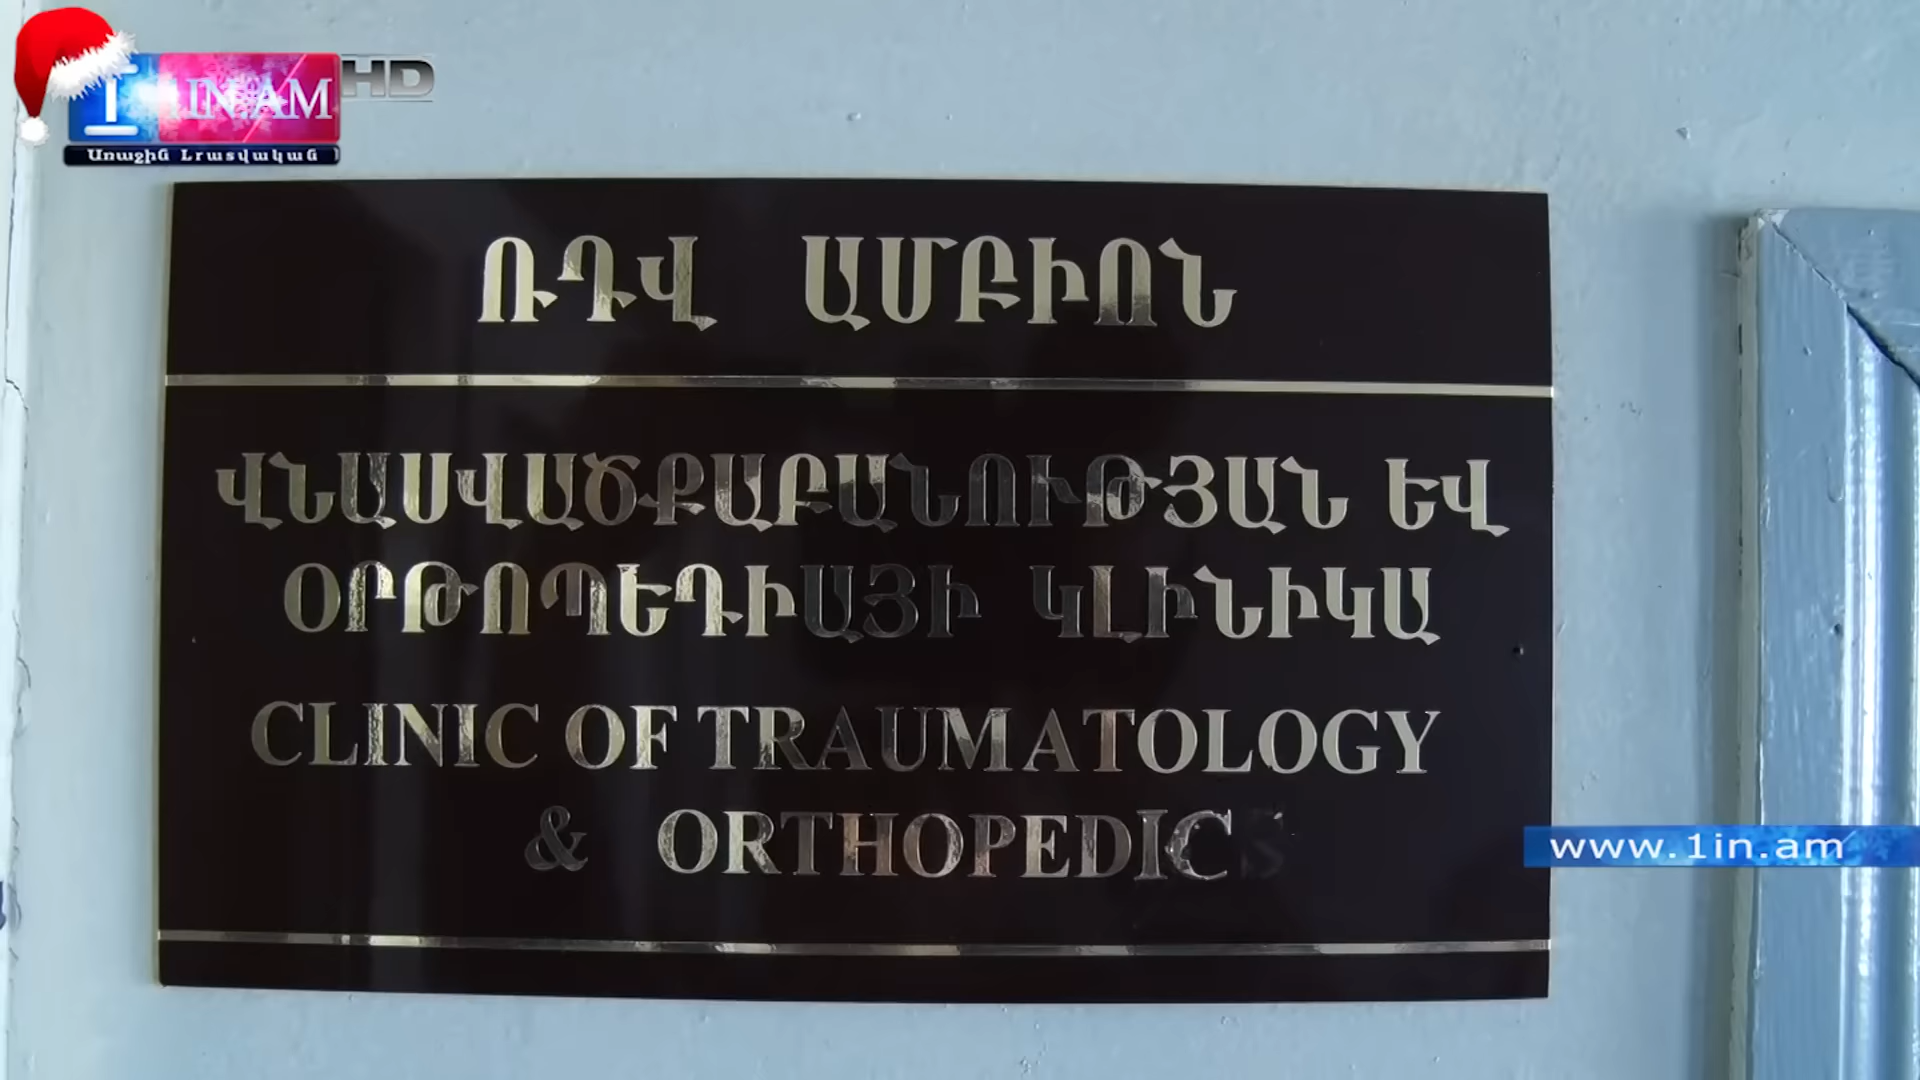 1IN.AM HD
Առաջին Լրատվական
ՌԴՎ ԱՄԲԻՈՆ
ՎՆԱՍՎԱԾՔԱԲԱՆՈՒԹՅԱՆ ԵՎ
ՕՐԹՈՊԵԴԻԱՅԻ ԿԼԻՆԻԿԱ
CLINIC OF TRAUMATOLOGY
& ORTHOPEDICS
www.1in.am